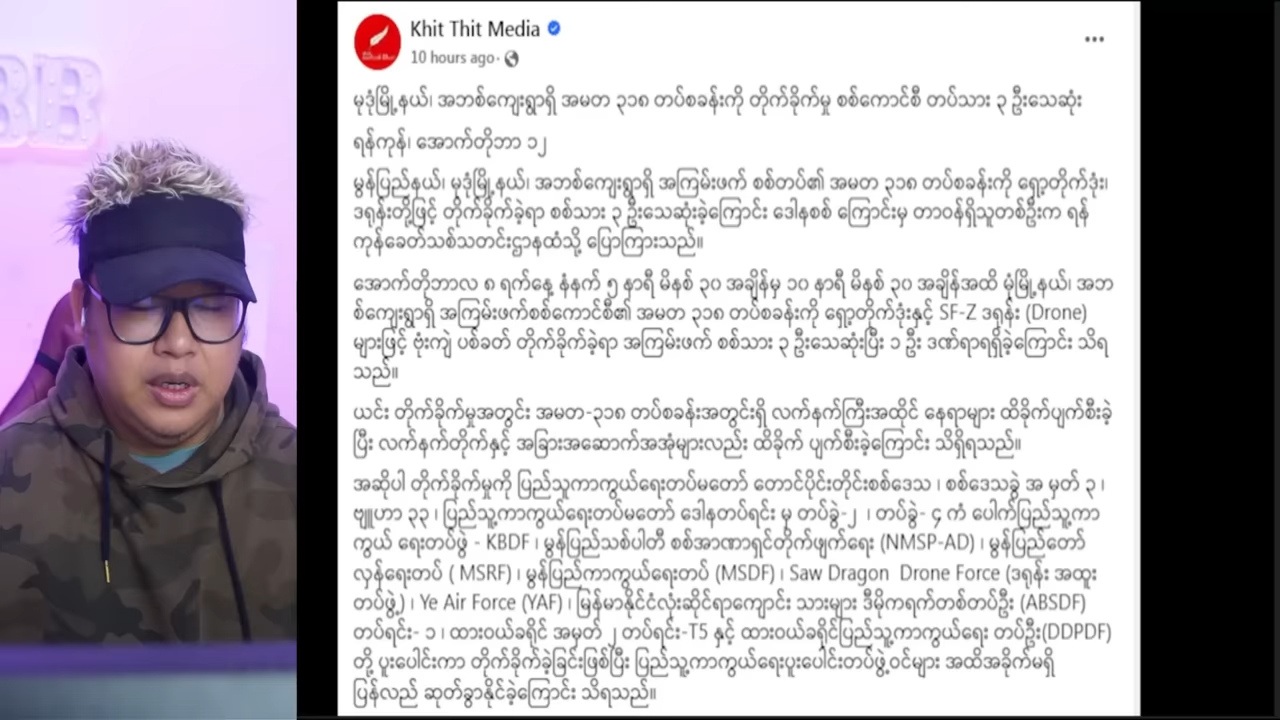 BB
Khit Thit Media
10 hours ago
မုဒုံမြို့နယ်၊ အဘစ်ကျေးရွာရှိ အမတ ၃၁၈ တပ်စခန်းကို တိုက်ခိုက်မှု စစ်ကောင်စီ တပ်သား ၃ ဦးသေဆုံး
ရန်ကုန်၊ အောက်တိုဘာ ၁၂
မွန်ပြည်နယ်၊ မုဒုံမြို့နယ်၊ အဘစ်ကျေးရွာရှိ အကြမ်းဖက် စစ်တပ်၏ အမတ ၃၁၈ တပ်စခန်းကို ရှော့တိုက်ဒုံး၊
ဒရုန်းတို့ဖြင့် တိုက်ခိုက်ခဲ့ရာ စစ်သား ၃ ဦးသေဆုံးခဲ့ကြောင်း ဒေါနစစ် ကြောင်းမှ တာဝန်ရှိသူတစ်ဦးက ရန်
ကုန်ခေတ်သစ်သတင်းဌာနထံသို့ ပြောကြားသည်။
အောက်တိုဘာလ ၈ ရက်နေ့ နံနက် ၅ နာရီ မိနစ် ၃၀ အချိန်မှ ၁၀ နာရီ မိနစ် ၃၀ အချိန်အထိ မုံမြို့နယ်၊ အဘ
စ်ကျေးရွာရှိ အကြမ်းဖက်စစ်ကောင်စီ၏ အမတ ၃၁၈ တပ်စခန်းကို ရှော့တိုက်ဒုံးနှင့် SF-Z ဒရုန်း (Drone)
များဖြင့် ဗုံးကျဲ ပစ်ခတ် တိုက်ခိုက်ခဲ့ရာ အကြမ်းဖက် စစ်သား ၃ ဦးသေဆုံးပြီး ၁ ဦး ဒဏ်ရာရရှိခဲ့ကြောင်း သိရ
သည်။
ယင်း တိုက်ခိုက်မှုအတွင်း အမတ-၃၁၈ တပ်စခန်းအတွင်းရှိ လက်နက်ကြီးအထိုင် နေရာများ ထိခိုက်ပျက်စီးခဲ့
ပြီး လက်နက်တိုက်နှင့် အခြားအဆောက်အအုံများလည်း ထိခိုက် ပျက်စီးခဲ့ကြောင်း သိရှိရသည်။
အဆိုပါ တိုက်ခိုက်မှုကို ပြည်သူ့ကာကွယ်ရေးတပ်မတော် တောင်ပိုင်းတိုင်းစစ်ဒေသ ၊ စစ်ဒေသခွဲ အ မှတ် ၃ ၊
ဗျူဟာ ၃၃ ၊ ပြည်သူ့ကာကွယ်ရေးတပ်မတော် ဒေါနတပ်ရင်း မှ တပ်ခွဲ-၂ ၊ တပ်ခွဲ- ၄ ကံ ပေါက်ပြည်သူ့ကာ
ကွယ် ရေးတပ်ဖွဲ့ - KBDF ၊ မွန်ပြည်သစ်ပါတီ စစ်အာဏာရှင်တိုက်ဖျက်ရေး (NMSP-AD) ၊ မွန်ပြည်တော်
လှန်ရေးတပ် ( MSRF) ၊ မွန်ပြည်ကာကွယ်ရေးတပ် (MSDF) ၊ Saw Dragon Drone Force (ဒရုန်း အထူး
တပ်ဖွဲ့) ၊ Ye Air Force (YAF) ၊ မြန်မာနိုင်ငံလုံးဆိုင်ရာကျောင်း သားများ ဒီမိုကရက်တစ်တပ်ဦး (ABSDF)
တပ်ရင်း- ၁ ၊ ထားဝယ်ခရိုင် အမှတ် ၂ တပ်ရင်း-T5 နှင့် ထားဝယ်ခရိုင်ပြည်သူ့ကာကွယ်ရေး တပ်ဦး(DDPDF)
တို့ ပူးပေါင်းကာ တိုက်ခိုက်ခဲ့ခြင်းဖြစ်ပြီး ပြည်သူ့ကာကွယ်ရေးပူးပေါင်းတပ်ဖွဲ့ဝင်များ အထိအခိုက်မရှိ
ပြန်လည် ဆုတ်ခွာနိုင်ခဲ့ကြောင်း သိရသည်။